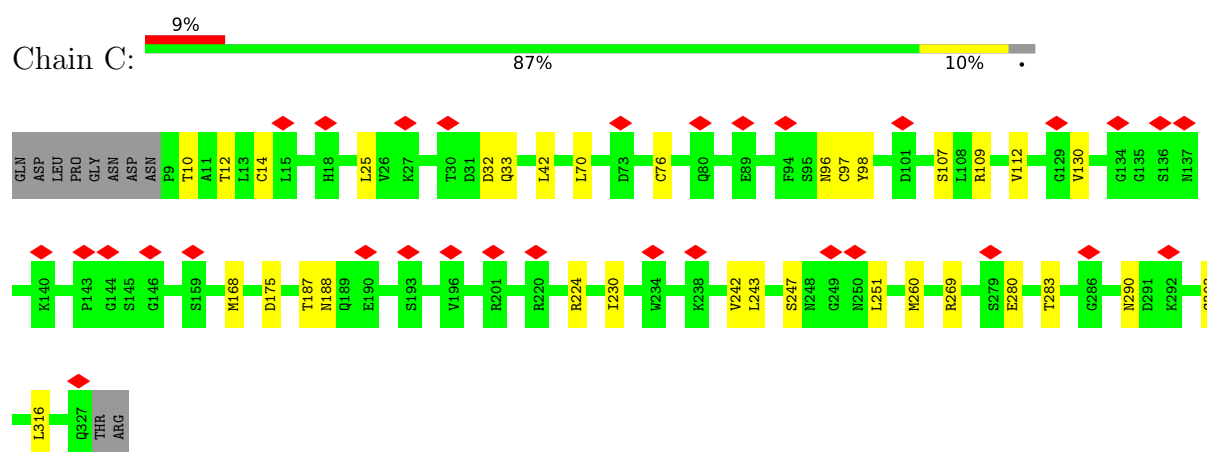 9%
Chain C:
87% 10% •
GLN ASP LEU PRO GLY ASN ASP ASN P9 T10 A11 T12 L13 C14 L15 H18 L25 V26 K27 T30 D31 D32 Q33 L42 L70 D73 C76 Q80 E89 F94 S95 N96 C97 Y98 D101 S107 L108 R109 V112 G129 V130 G134 G135 S136 N137
K140 P143 G144 S145 G146 S159 M168 D175 T187 N188 Q189 E190 S193 V196 R201 R220 R224 I230 W234 K238 V242 L243 S247 N248 G249 N250 L251 M260 R269 S279 E280 T283 G286 N290 D291 K292
L316 Q327 THR ARG